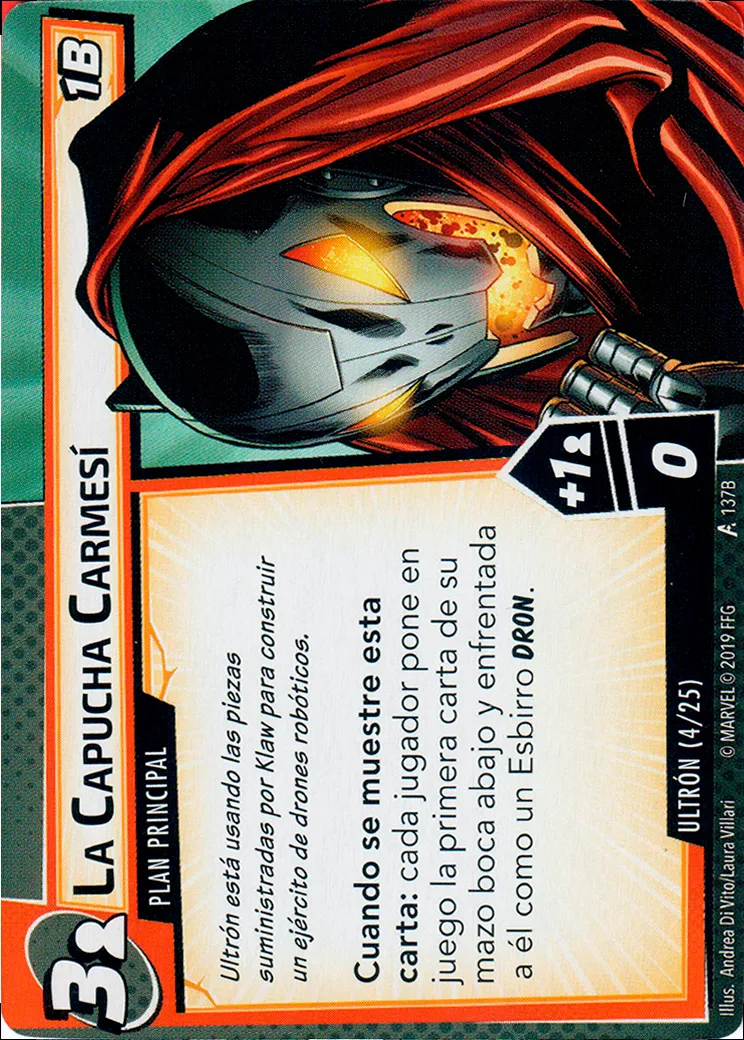 3
LA CAPUCHA CARMESÍ
1B
PLAN PRINCIPAL
Ultrón está usando las piezas
suministradas por Klaw para construir
un ejército de drones robóticos.
Cuando se muestre esta
carta: cada jugador pone en
juego la primera carta de su
mazo boca abajo y enfrentada
a él como un Esbirro DRON.
+1
0
ULTRÓN (4/25)
Illus. Andrea Di Vito/Laura Villari
© MARVEL © 2019 FFG
137B